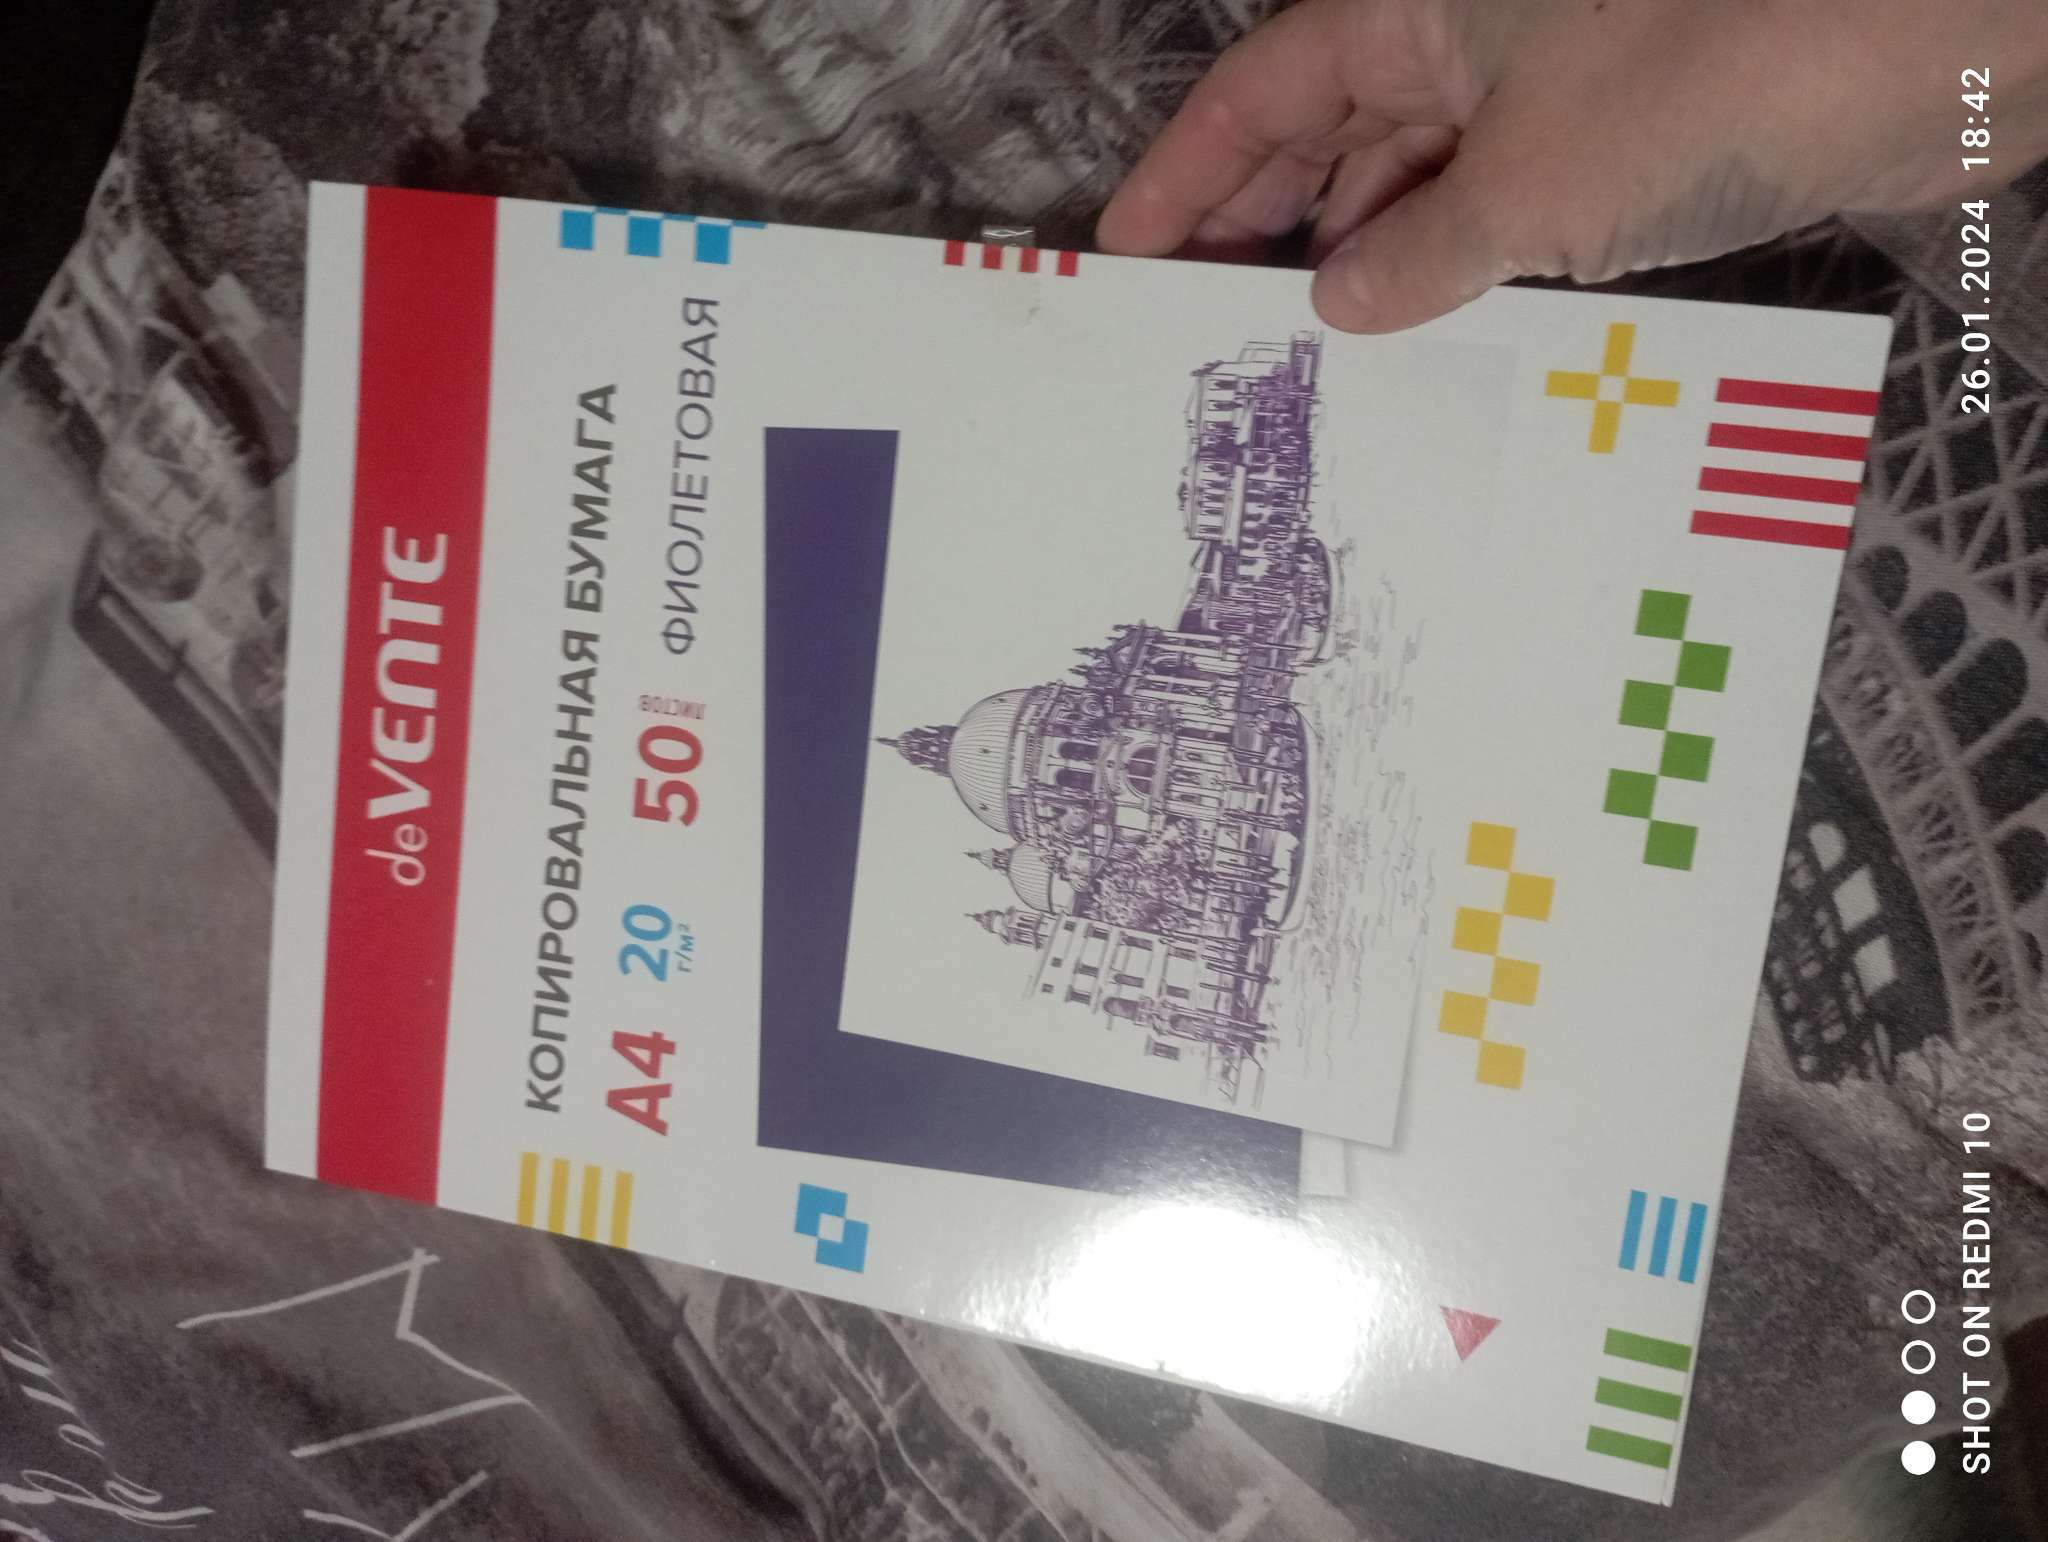 deVENTE
КОПИРОВАЛЬНАЯ БУМАГА
A4 20 г/м² 50 ЛИСТОВ ФИОЛЕТОВАЯ
SHOT ON REDMI 10 26.01.2024 18:42